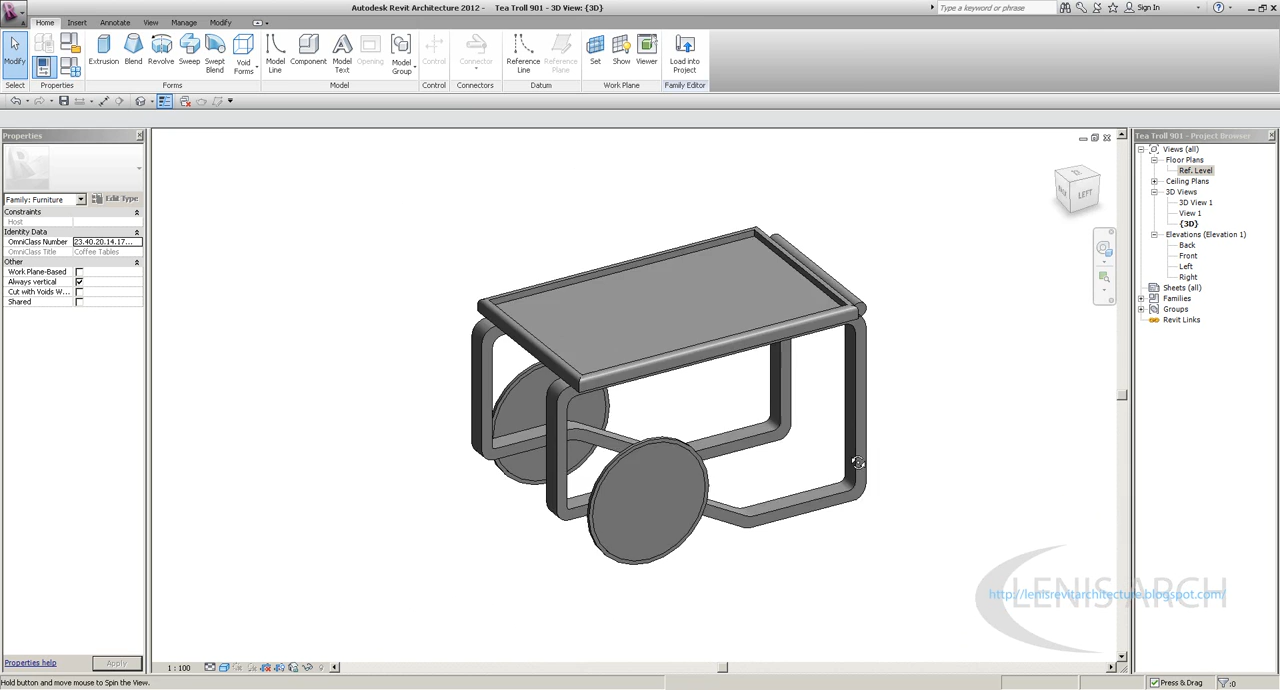 Autodesk Revit Architecture 2012 - Tea Troll 901 - 3D View: {3D}
Type a keyword or phrase
Sign In
Home Insert Annotate View Manage Modify
Modify
Extrusion Blend Revolve Sweep Swept Blend Void Forms
Model Line Component Model Text Opening Model Group
Control Connector Reference Line Reference Plane
Set Show Viewer Load into Project
Select Properties Forms Model Control Connectors Datum Work Plane Family Editor
Properties
Family: Furniture Edit Type
Constraints
Host
Identity Data
OmniClass Number 23.40.20.14.17...
OmniClass Title Coffee Tables
Other
Work Plane-Based
Always vertical
Cut with Voids W...
Shared
Properties help Apply
LEFT
Tea Troll 901 - Project Browser
Views (all)
Floor Plans
Ref. Level
Ceiling Plans
3D Views
3D View 1
View 1
{3D}
Elevations (Elevation 1)
Back
Front
Left
Right
Sheets (all)
Families
Groups
Revit Links
LENIS ARCH
http://lenisrevitarchitecture.blogspot.com/
1 : 100
Hold button and move mouse to Spin the View.
Press & Drag :0